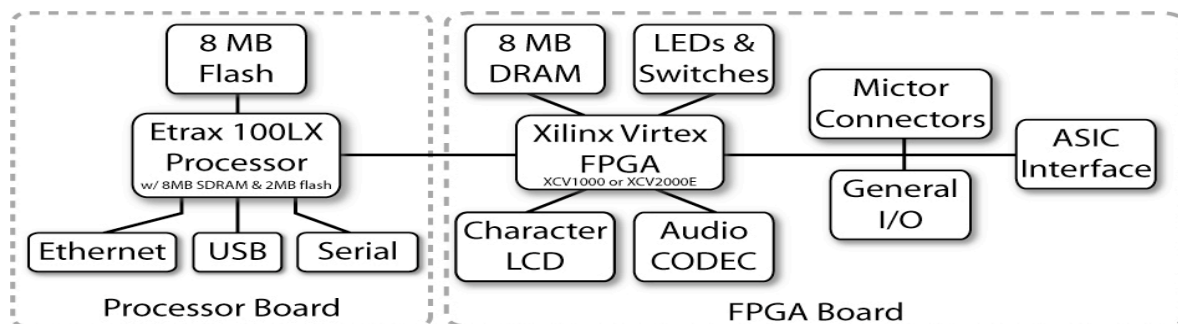 8 MB
Flash
Etrax 100LX
Processor
w/ 8MB SDRAM & 2MB flash
Ethernet
USB
Serial
Processor Board
8 MB
DRAM
LEDs &
Switches
Xilinx Virtex
FPGA
XCV1000 or XCV2000E
Character
LCD
Audio
CODEC
Mictor
Connectors
General
I/O
ASIC
Interface
FPGA Board